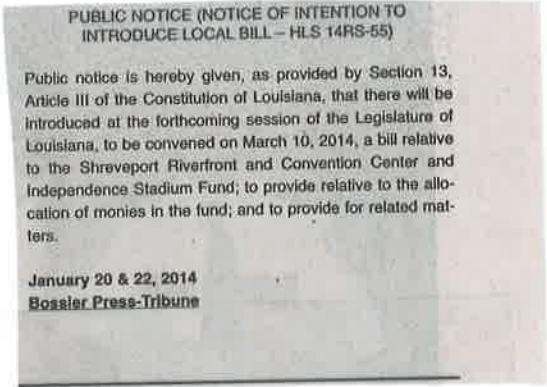 PUBLIC NOTICE (NOTICE OF INTENTION TO
INTRODUCE LOCAL BILL – HLS 14RS-55)
Public notice is hereby given, as provided by Section 13,
Article III of the Constitution of Louisiana, that there will be
introduced at the forthcoming session of the Legislature of
Louisiana, to be convened on March 10, 2014, a bill relative
to the Shreveport Riverfront and Convention Center and
Independence Stadium Fund; to provide relative to the allo-
cation of monies in the fund; and to provide for related mat-
ters.
January 20 & 22, 2014
Bossier Press-Tribune